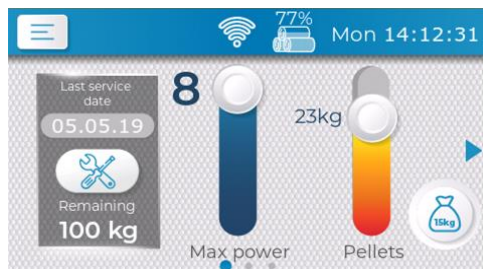 77%
Mon 14:12:31
Last service
date
05.05.19
Remaining
100 kg
8
Max power
23kg
Pellets
15kg